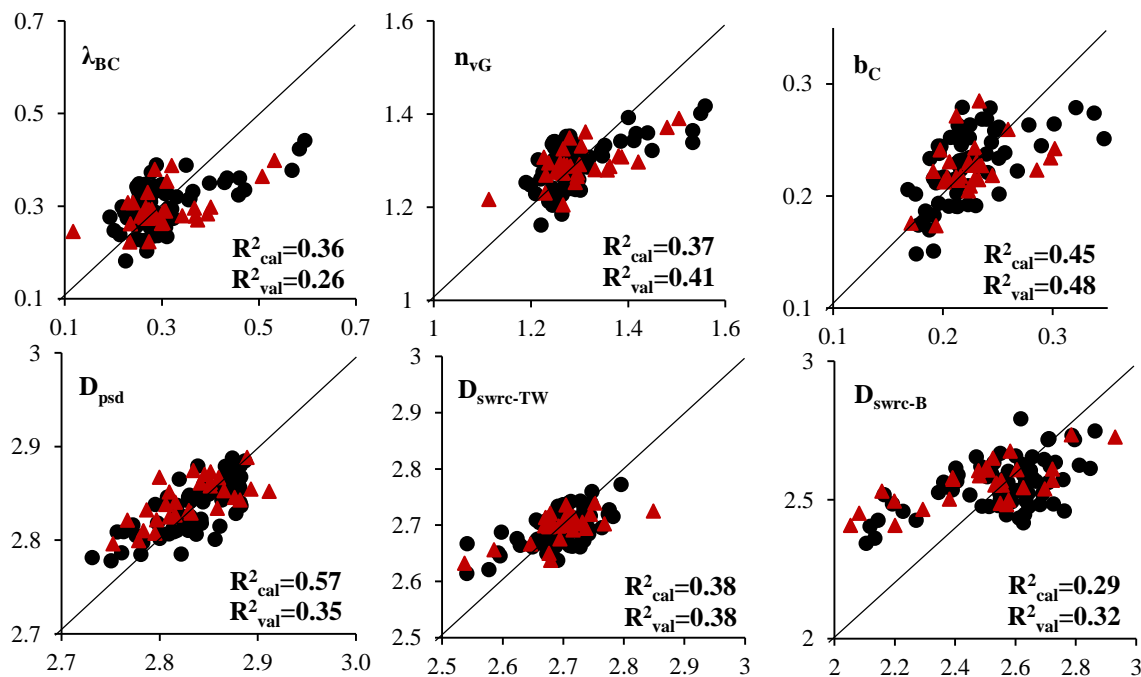 λBC
0.7
0.5
0.3
0.1
0.1 0.3 0.5 0.7
R²cal=0.36
R²val=0.26
nvG
1.6
1.4
1.2
1
1 1.2 1.4 1.6
R²cal=0.37
R²val=0.41
bC
0.3
0.2
0.1
0.1 0.2 0.3
R²cal=0.45
R²val=0.48
Dpsd
3
2.9
2.8
2.7
2.7 2.8 2.9 3.0
R²cal=0.57
R²val=0.35
Dswrc-TW
3
2.9
2.8
2.7
2.6
2.5
2.5 2.6 2.7 2.8 2.9 3
R²cal=0.38
R²val=0.38
Dswrc-B
3
2.5
2
2 2.2 2.4 2.6 2.8 3
R²cal=0.29
R²val=0.32